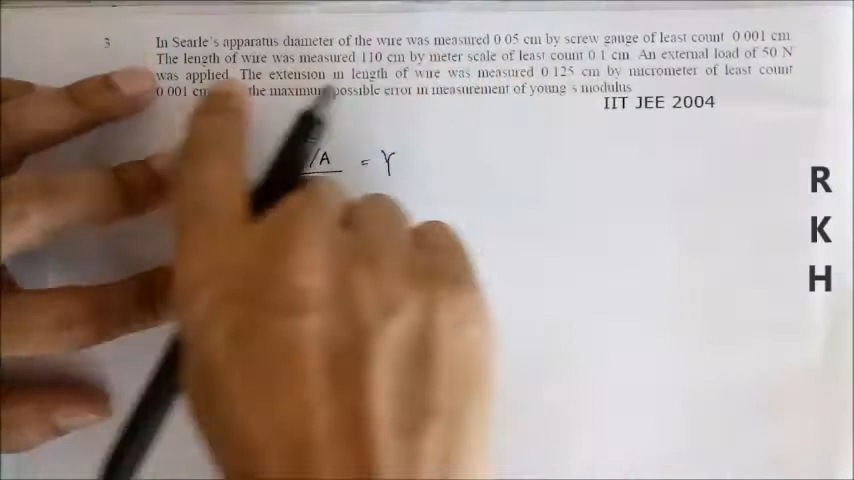 3 In Searle's apparatus diameter of the wire was measured 0 05 cm by screw gauge of least count 0 001 cm
The length of wire was measured 110 cm by meter scale of least count 0 1 cm An external load of 50 N
was applied The extension in length of wire was measured 0 125 cm by micrometer of least count
0 001 cm the maximum possible error in measurement of young s modulus
IIT JEE 2004
/A = Y
R
K
H